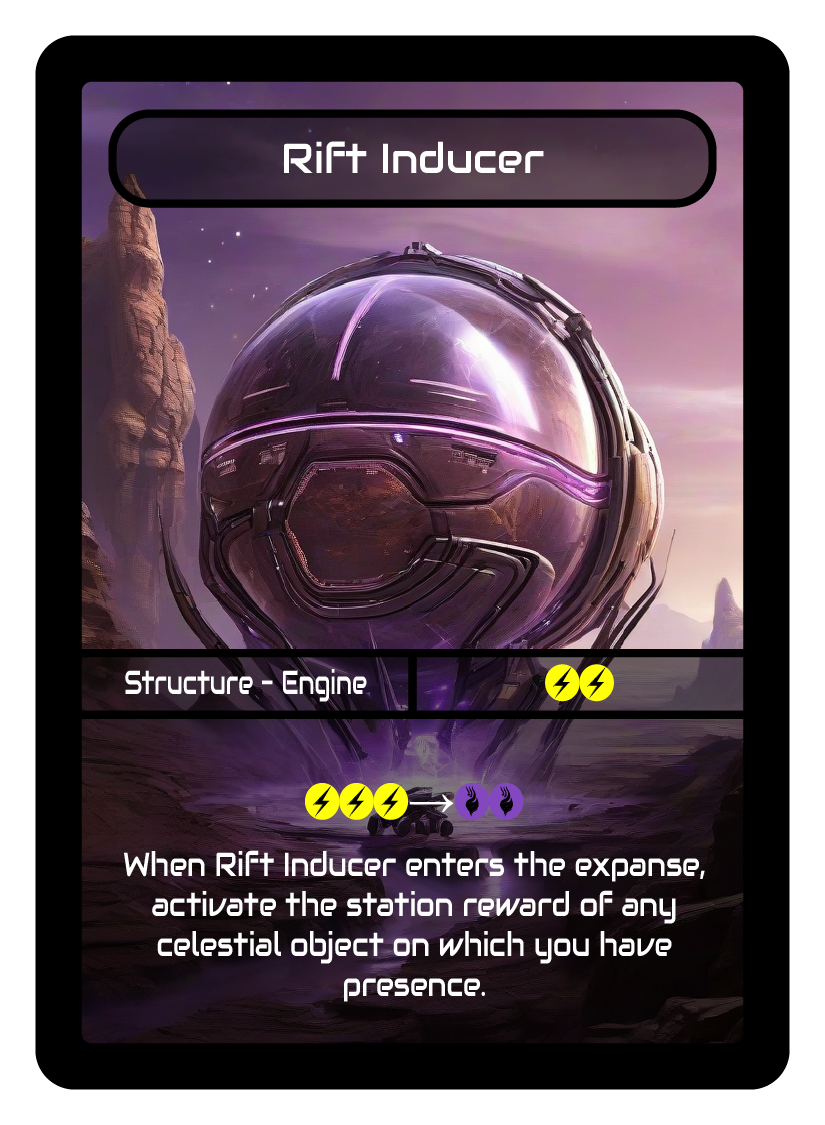 Rift Inducer
Structure - Engine
→
When Rift Inducer enters the expanse,
activate the station reward of any
celestial object on which you have
presence.